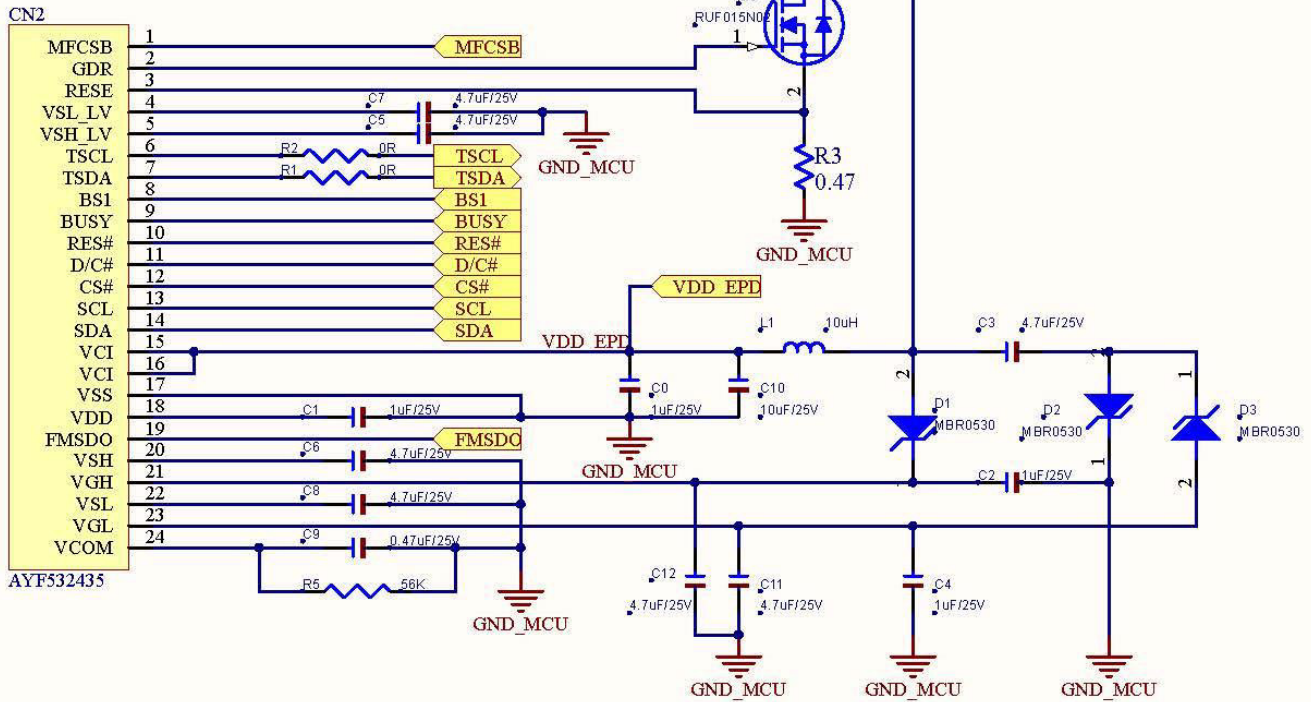 CN2
RUF015N02
MFCSB 1 MFCSB
1
GDR 2
RESE 3
2
VSL_LV 4 C7 4.7uF/25V
VSH_LV 5 C5 4.7uF/25V
GND_MCU
TSCL 6 R2 0R TSCL
R3
TSDA 7 R1 0R TSDA
0.47
BS1 8 BS1
BUSY 9 BUSY
RES# 10 RES#
GND_MCU
D/C# 11 D/C#
CS# 12 CS#
VDD_EPD
SCL 13 SCL
SDA 14 SDA
L1 10uH
C3 4.7uF/25V
VCI 15
VDD_EPD
VCI 16
2
1
VSS 17
C0
1uF/25V
C10
10uF/25V
D1
MBR0530
D2
MBR0530
D3
MBR0530
VDD 18 C1 1uF/25V
FMSDO 19 FMSDO
VSH 20 C6 4.7uF/25V
GND_MCU
1
VGH 21
C2 1uF/25V
2
VSL 22 C8 4.7uF/25V
VGL 23
VCOM 24 C9 0.47uF/25V
AYF532435
R5 56K
GND_MCU
C12
4.7uF/25V
C11
4.7uF/25V
C4
1uF/25V
GND_MCU
GND_MCU
GND_MCU